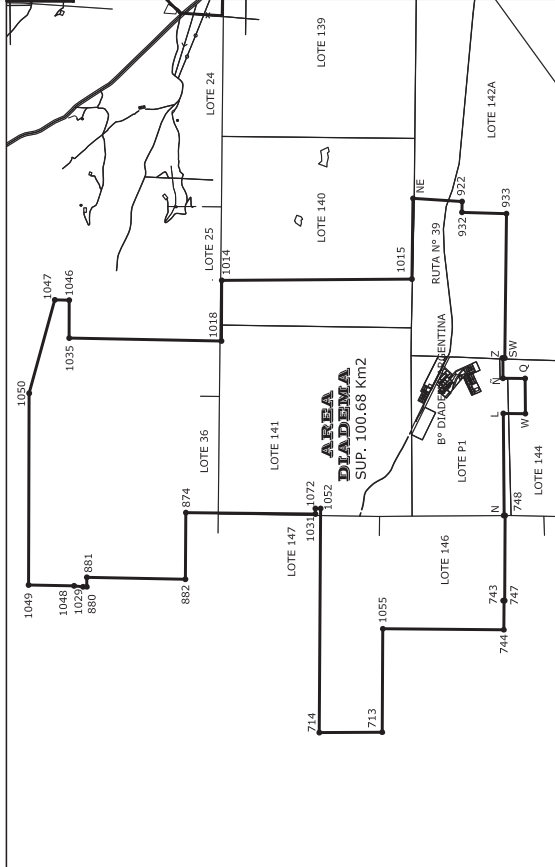 LOTE 139
LOTE 24
LOTE 142A
LOTE 140
LOTE 25
NE
922
932
933
RUTA Nº 39
1014
1015
1047
1046
1035
1018
1050
AREA
DIADEMA
SUP. 100.68 Km2
Bº DIADEMA ARGENTINA
Z
SW
Ñ
Q
L
W
LOTE 36
LOTE 141
LOTE P1
LOTE 144
874
1072
1031
1052
N
748
LOTE 147
LOTE 146
881
1049
1048
1029
880
882
743
747
1055
744
714
713